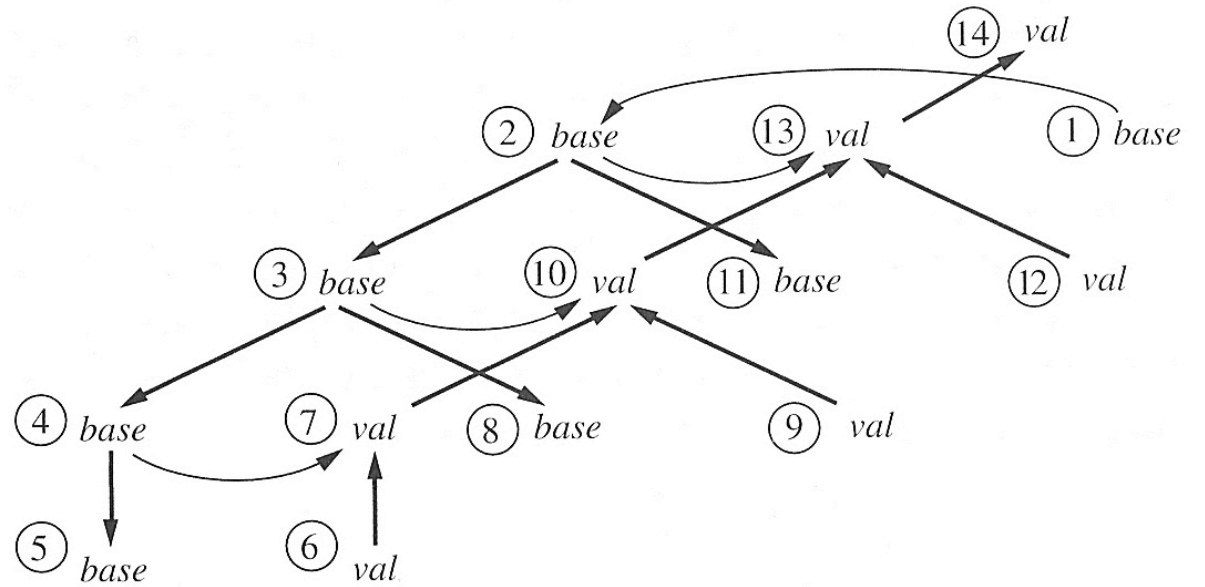 14 val
2 base 13 val 1 base
3 base 10 val 11 base 12 val
4 base 7 val 8 base 9 val
5 base 6 val